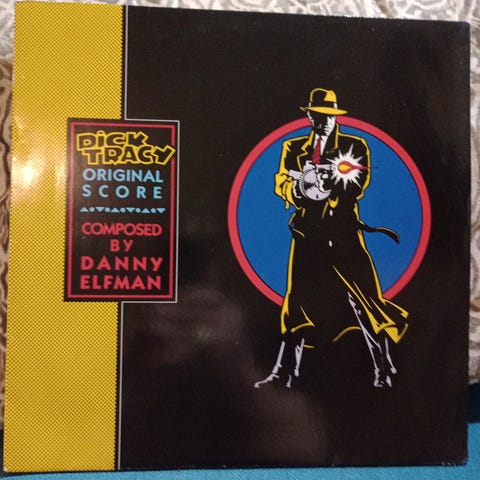 DICK
TRACY
ORIGINAL
SCORE
COMPOSED
BY
DANNY
ELFMAN